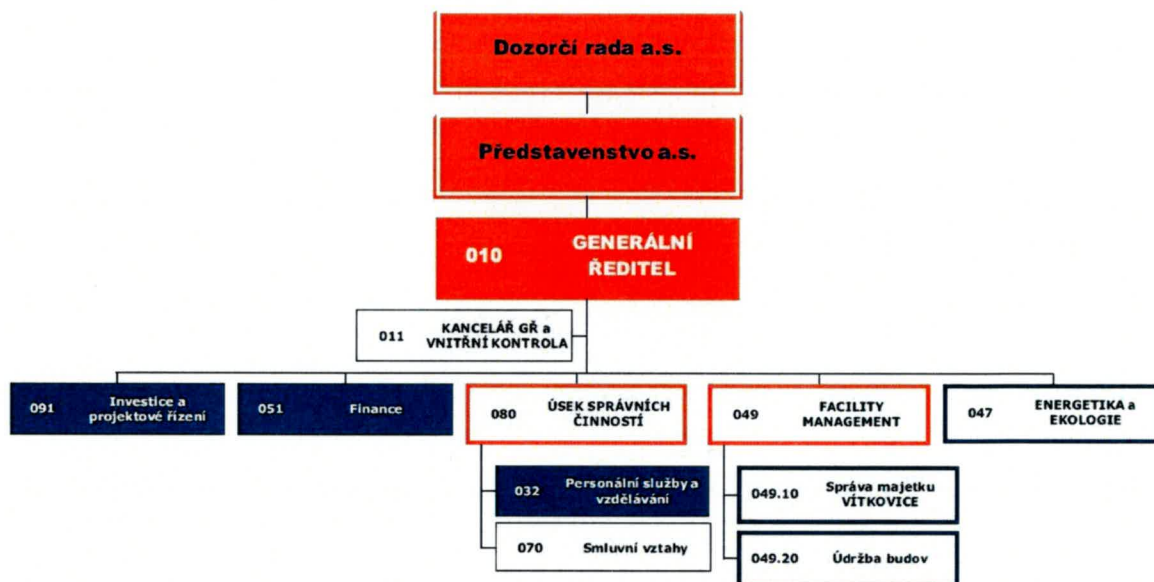 Dozorčí rada a.s.
Představenstvo a.s.
010 GENERÁLNÍ
ŘEDITEL
011 KANCELÁŘ GŘ a
VNITŘNÍ KONTROLA
091 Investice a
projektové řízení
051 Finance
080 ÚSEK SPRÁVNÍCH
ČINNOSTÍ
049 FACILITY
MANAGEMENT
047 ENERGETIKA a
EKOLOGIE
032 Personální služby a
vzdělávání
070 Smluvní vztahy
049.10 Správa majetku
VÍTKOVICE
049.20 Údržba budov